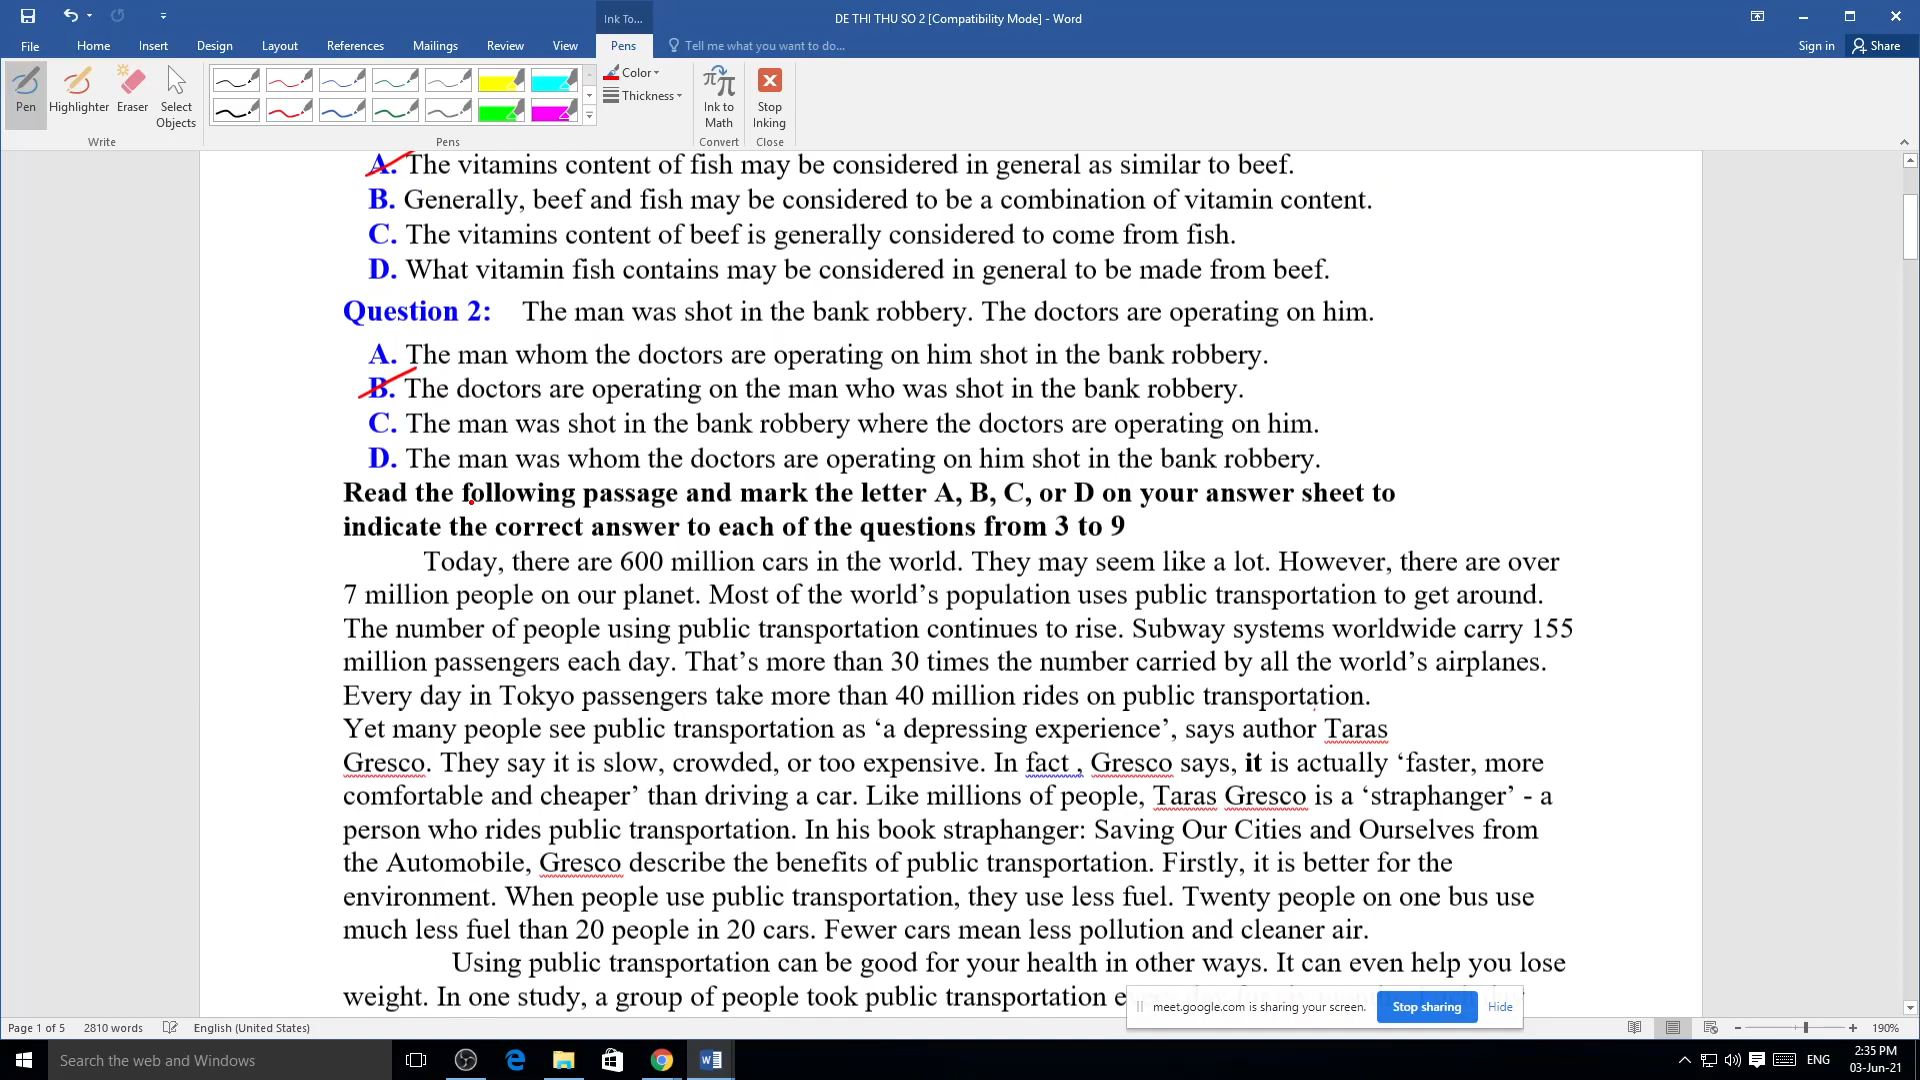 Ink To...
DE THI THU SO 2 [Compatibility Mode] - Word
File
Home
Insert
Design
Layout
References
Mailings
Review
View
Pens
Tell me what you want to do...
Sign in
Share
Pen
Highlighter
Eraser
Select
Objects
Color
Thickness
Ink to
Math
Stop
Inking
Write
Pens
Convert
Close
A. The vitamins content of fish may be considered in general as similar to beef.
B. Generally, beef and fish may be considered to be a combination of vitamin content.
C. The vitamins content of beef is generally considered to come from fish.
D. What vitamin fish contains may be considered in general to be made from beef.
Question 2: The man was shot in the bank robbery. The doctors are operating on him.
A. The man whom the doctors are operating on him shot in the bank robbery.
B. The doctors are operating on the man who was shot in the bank robbery.
C. The man was shot in the bank robbery where the doctors are operating on him.
D. The man was whom the doctors are operating on him shot in the bank robbery.
Read the following passage and mark the letter A, B, C, or D on your answer sheet to
indicate the correct answer to each of the questions from 3 to 9
Today, there are 600 million cars in the world. They may seem like a lot. However, there are over
7 million people on our planet. Most of the world’s population uses public transportation to get around.
The number of people using public transportation continues to rise. Subway systems worldwide carry 155
million passengers each day. That’s more than 30 times the number carried by all the world’s airplanes.
Every day in Tokyo passengers take more than 40 million rides on public transportation.
Yet many people see public transportation as ‘a depressing experience’, says author Taras
Gresco. They say it is slow, crowded, or too expensive. In fact , Gresco says, it is actually ‘faster, more
comfortable and cheaper’ than driving a car. Like millions of people, Taras Gresco is a ‘straphanger’ - a
person who rides public transportation. In his book straphanger: Saving Our Cities and Ourselves from
the Automobile, Gresco describe the benefits of public transportation. Firstly, it is better for the
environment. When people use public transportation, they use less fuel. Twenty people on one bus use
much less fuel than 20 people in 20 cars. Fewer cars mean less pollution and cleaner air.
Using public transportation can be good for your health in other ways. It can even help you lose
weight. In one study, a group of people took public transportation
meet.google.com is sharing your screen.
Stop sharing
Hide
Page 1 of 5
2810 words
English (United States)
190%
Search the web and Windows
ENG
2:35 PM
03-Jun-21